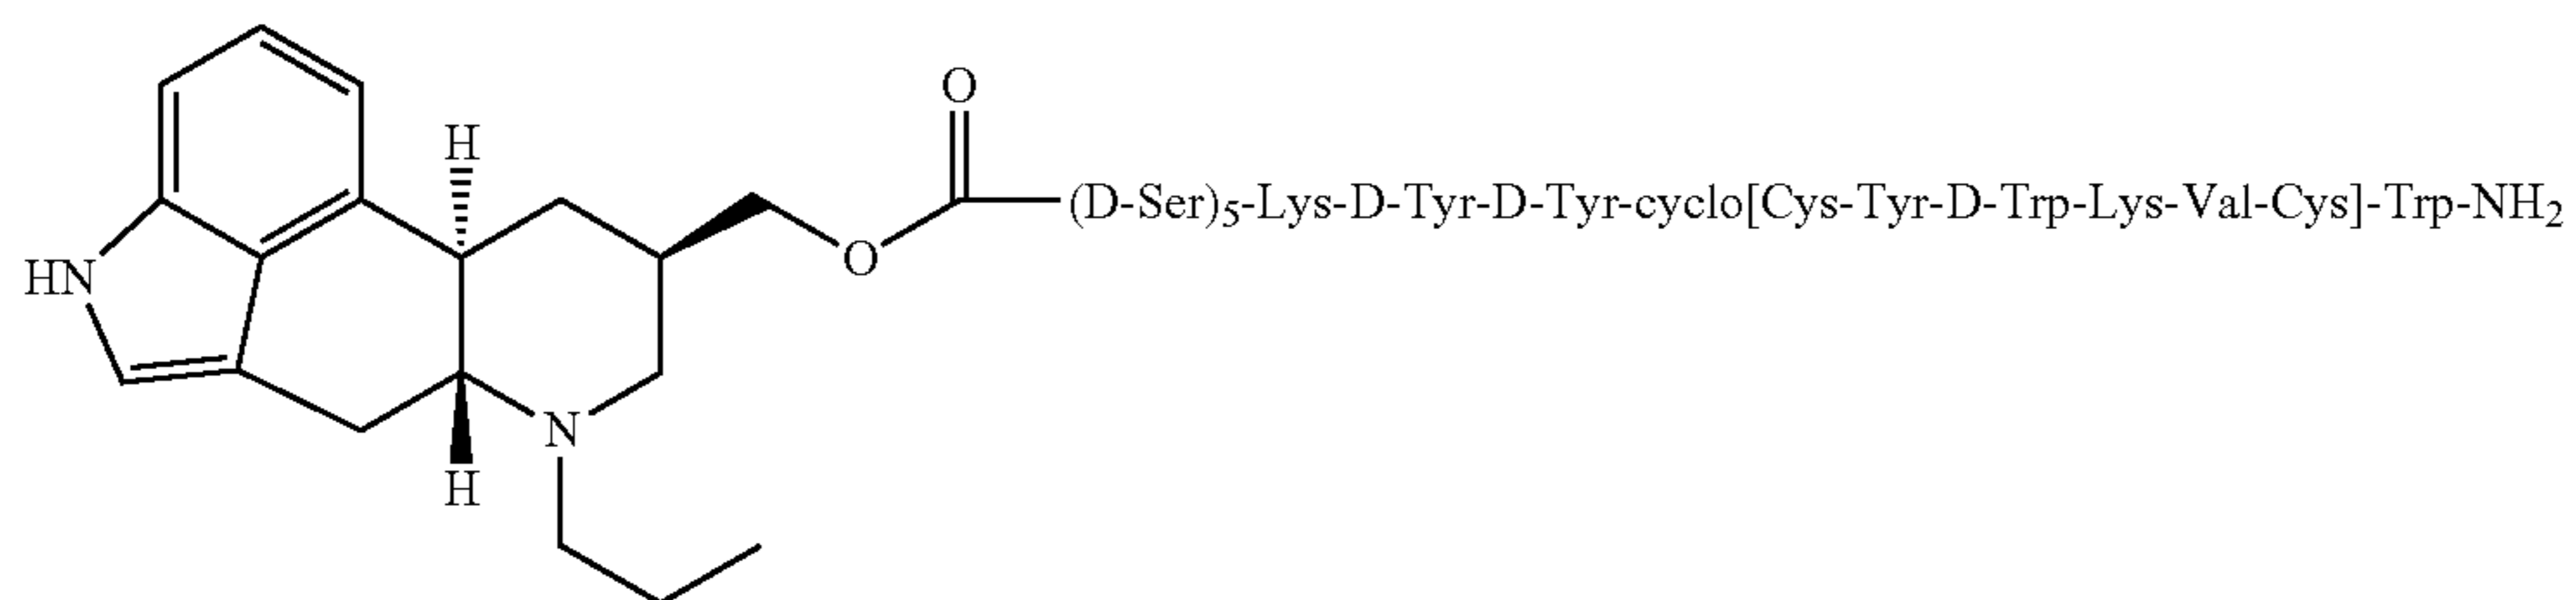 O
H
(D-Ser)5-Lys-D-Tyr-D-Tyr-cyclo[Cys-Tyr-D-Trp-Lys-Val-Cys]-Trp-NH2
O
HN
N
H